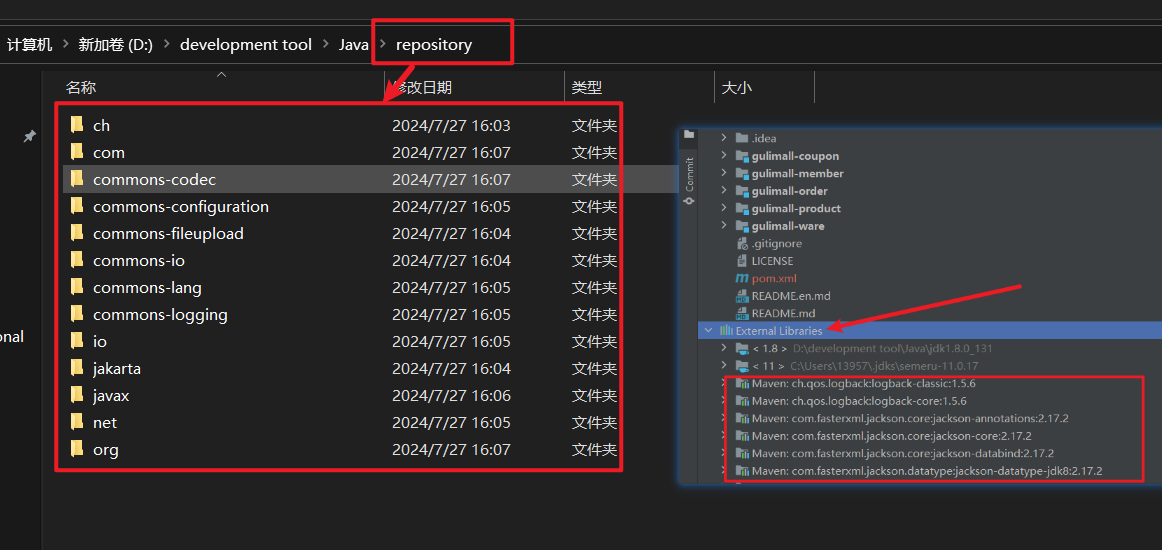 计算机 新加卷 (D:) development tool Java repository
名称 修改日期 类型 大小
ch 2024/7/27 16:03 文件夹
com 2024/7/27 16:07 文件夹
commons-codec 2024/7/27 16:07 文件夹
commons-configuration 2024/7/27 16:05 文件夹
commons-fileupload 2024/7/27 16:04 文件夹
commons-io 2024/7/27 16:04 文件夹
commons-lang 2024/7/27 16:05 文件夹
commons-logging 2024/7/27 16:05 文件夹
io 2024/7/27 16:05 文件夹
jakarta 2024/7/27 16:04 文件夹
javax 2024/7/27 16:06 文件夹
net 2024/7/27 16:05 文件夹
org 2024/7/27 16:07 文件夹
onal
Commit
.idea
gulimall-coupon
gulimall-member
gulimall-order
gulimall-product
gulimall-ware
.gitignore
LICENSE
pom.xml
README.en.md
README.md
External Libraries
< 1.8 > D:\development tool\Java\jdk1.8.0_131
< 11 > C:\Users\13957\.jdks\semeru-11.0.17
Maven: ch.qos.logback:logback-classic:1.5.6
Maven: ch.qos.logback:logback-core:1.5.6
Maven: com.fasterxml.jackson.core:jackson-annotations:2.17.2
Maven: com.fasterxml.jackson.core:jackson-core:2.17.2
Maven: com.fasterxml.jackson.core:jackson-databind:2.17.2
Maven: com.fasterxml.jackson.datatype:jackson-datatype-jdk8:2.17.2